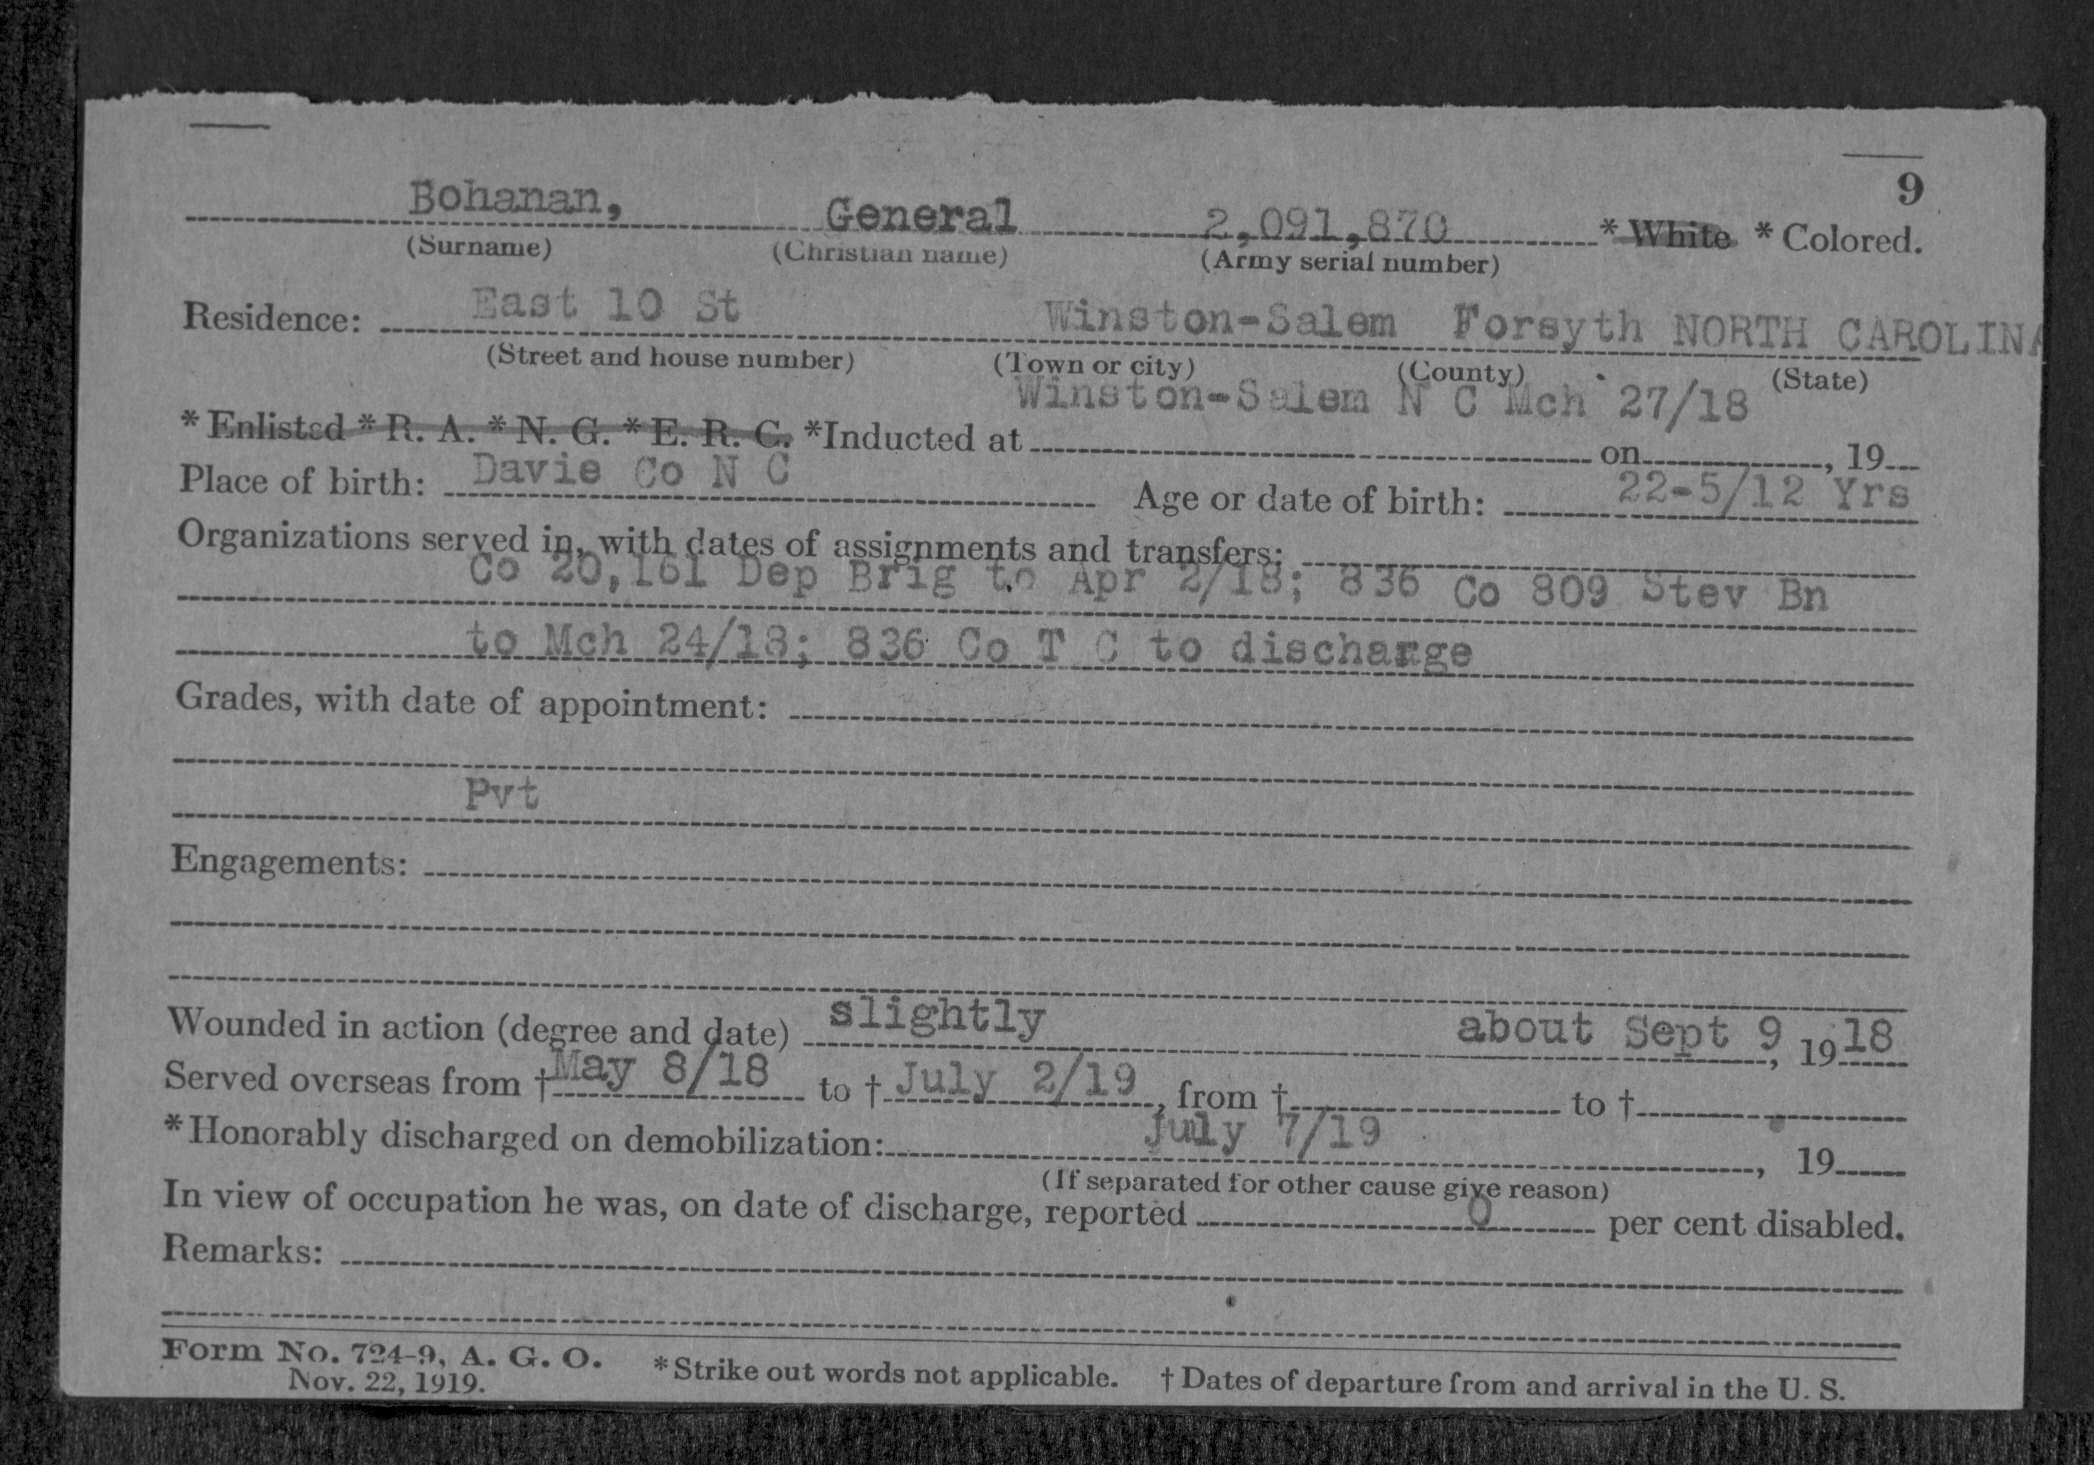 9
Bohanan, General 2,091,870 * White * Colored.
(Surname) (Christian name) (Army serial number)
Residence: East 10 St Winston-Salem Forsyth NORTH CAROLINA
(Street and house number) (Town or city) (County) (State)
Winston-Salem N C Mch 27/18
* Enlisted * R. A. * N. G. * E. R. C. *Inducted at on , 19
Place of birth: Davie Co N C Age or date of birth: 22-5/12 Yrs
Organizations served in, with dates of assignments and transfers:
Co 20,161 Dep Brig to Apr 2/18; 836 Co 809 Stev Bn
to Mch 24/18; 836 Co T C to discharge
Grades, with date of appointment:
Pvt
Engagements:
Wounded in action (degree and date) slightly about Sept 9, 1918
Served overseas from † May 8/18 to † July 2/19, from † to †
* Honorably discharged on demobilization: July 7/19 , 19
(If separated for other cause give reason)
In view of occupation he was, on date of discharge, reported 0 per cent disabled.
Remarks:
Form No. 724-9, A. G. O. * Strike out words not applicable. † Dates of departure from and arrival in the U. S.
Nov. 22, 1919.